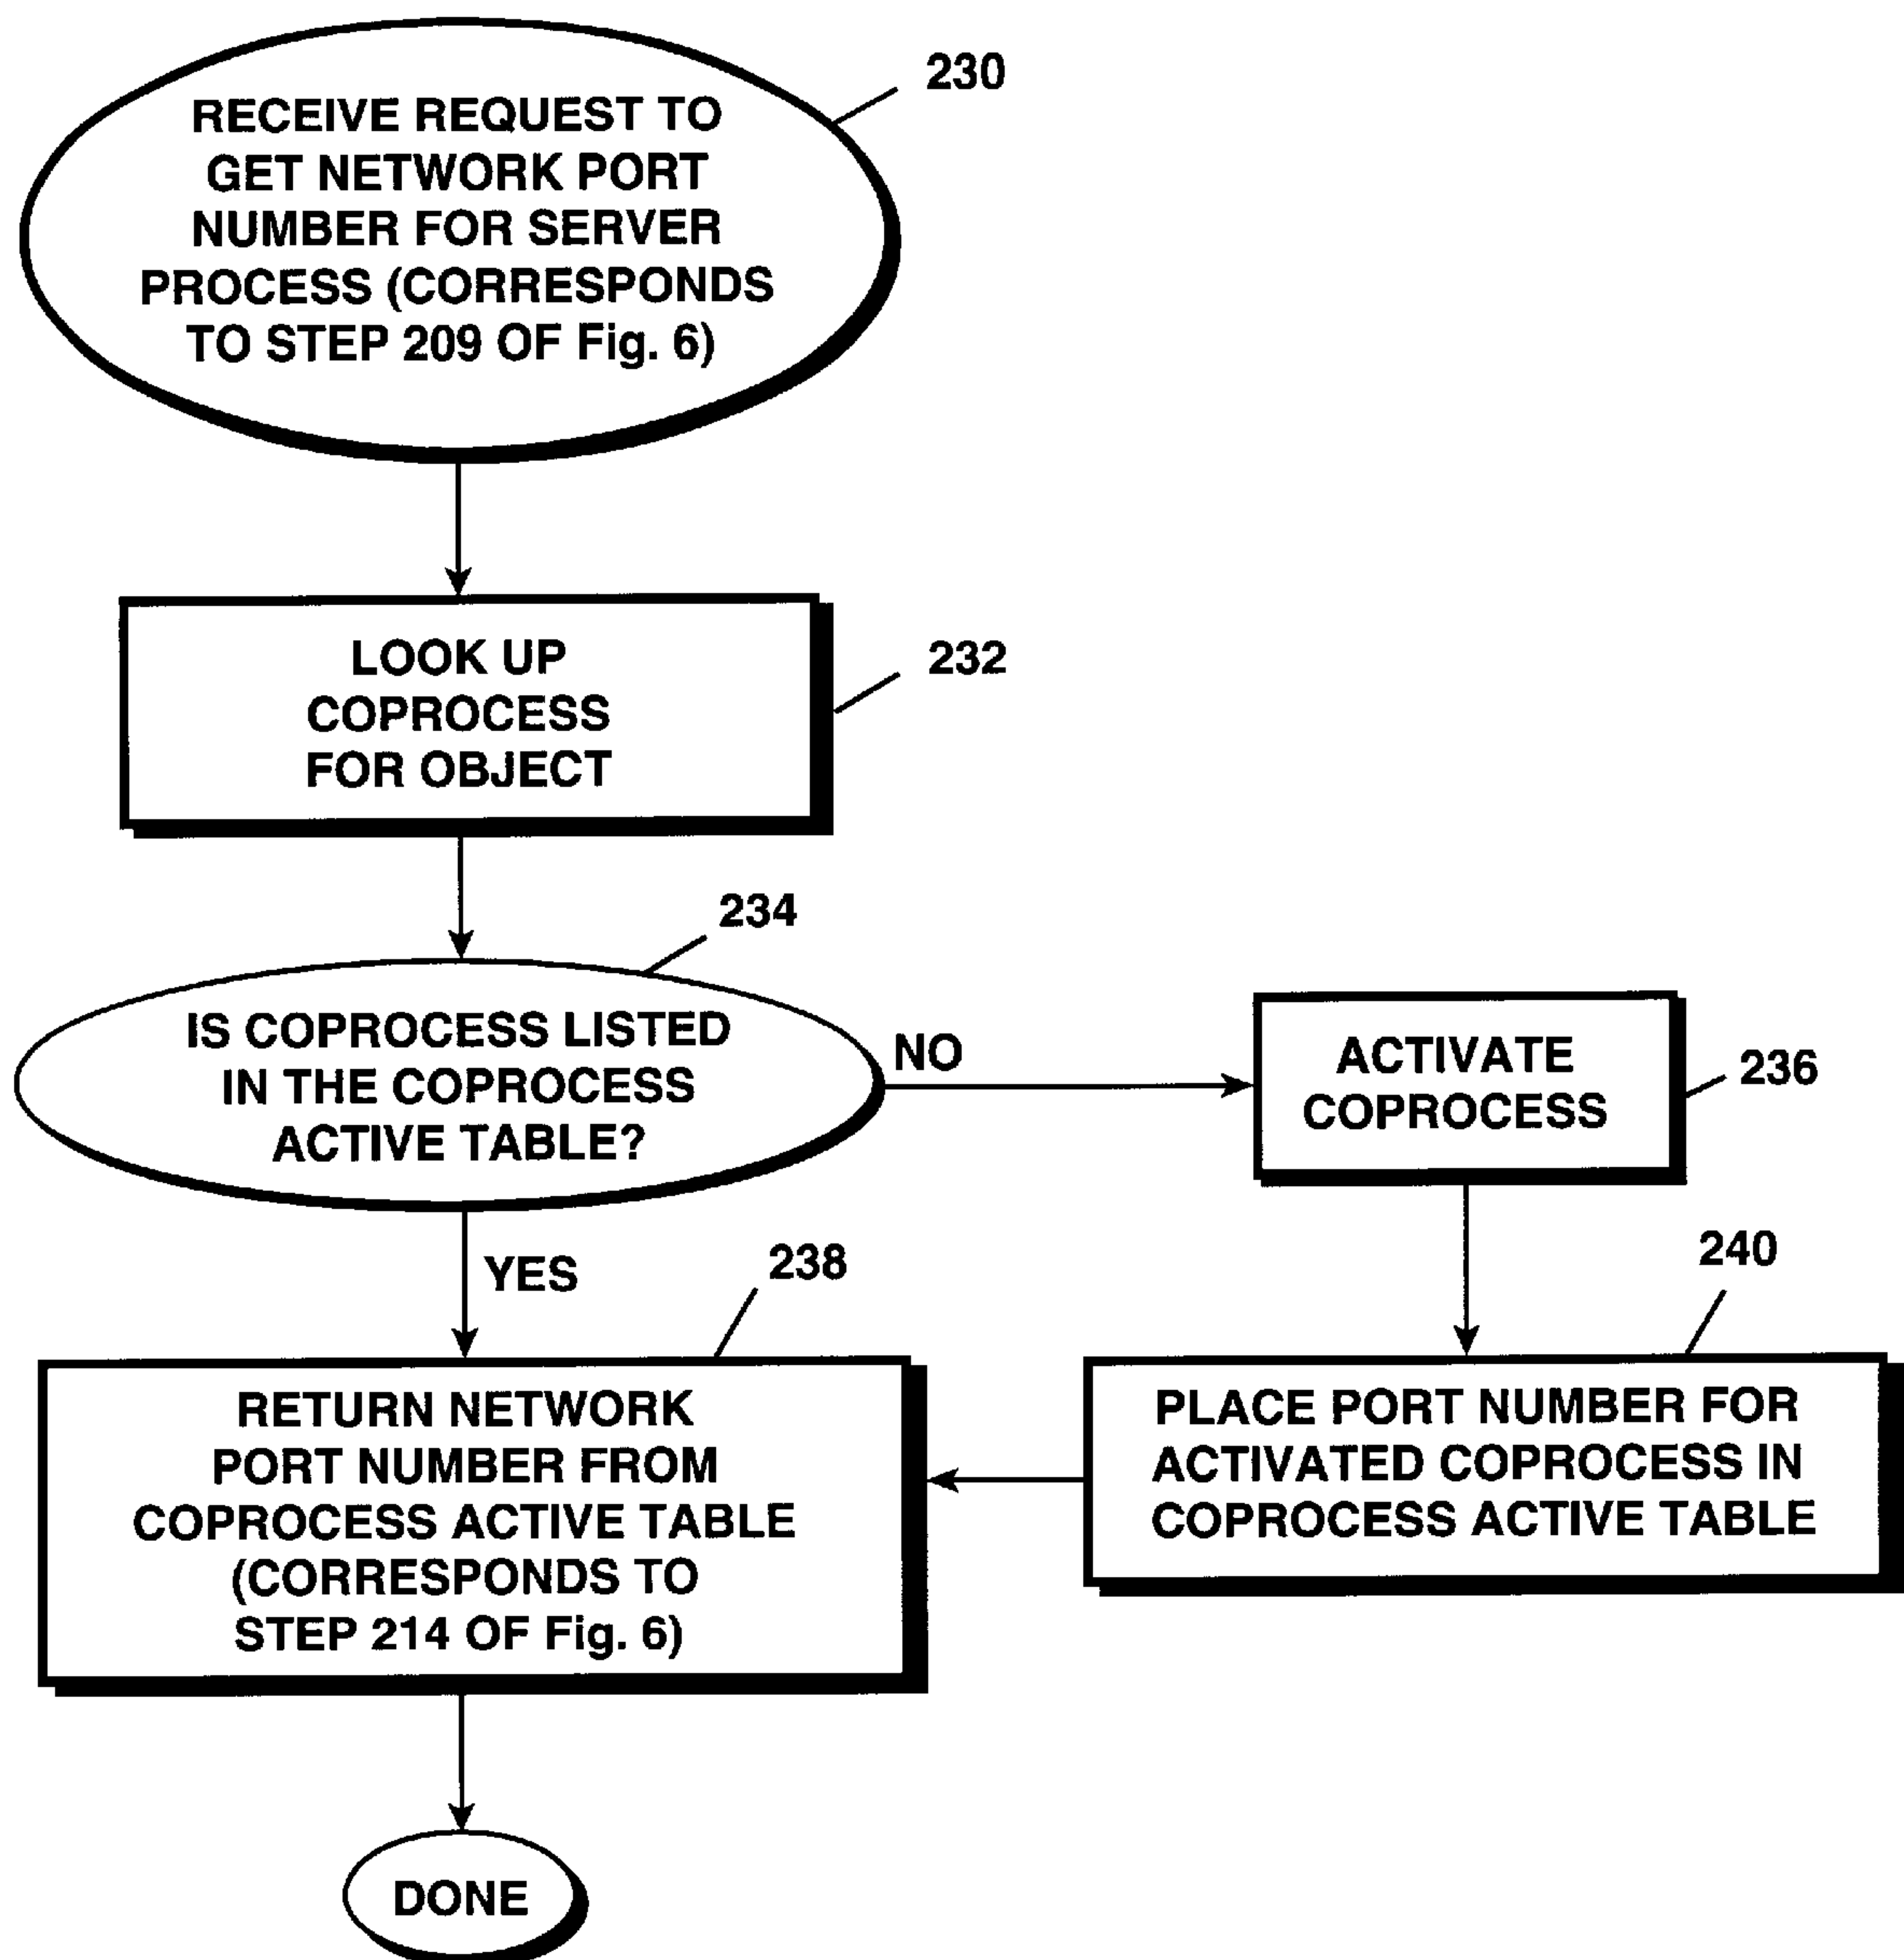 230
RECEIVE REQUEST TO
GET NETWORK PORT
NUMBER FOR SERVER
PROCESS (CORRESPONDS
TO STEP 209 OF Fig. 6)
LOOK UP
COPROCESS
FOR OBJECT
232
234
IS COPROCESS LISTED
IN THE COPROCESS
ACTIVE TABLE?
NO
ACTIVATE
COPROCESS
236
YES
238
240
RETURN NETWORK
PORT NUMBER FROM
COPROCESS ACTIVE TABLE
(CORRESPONDS TO
STEP 214 OF Fig. 6)
PLACE PORT NUMBER FOR
ACTIVATED COPROCESS IN
COPROCESS ACTIVE TABLE
DONE